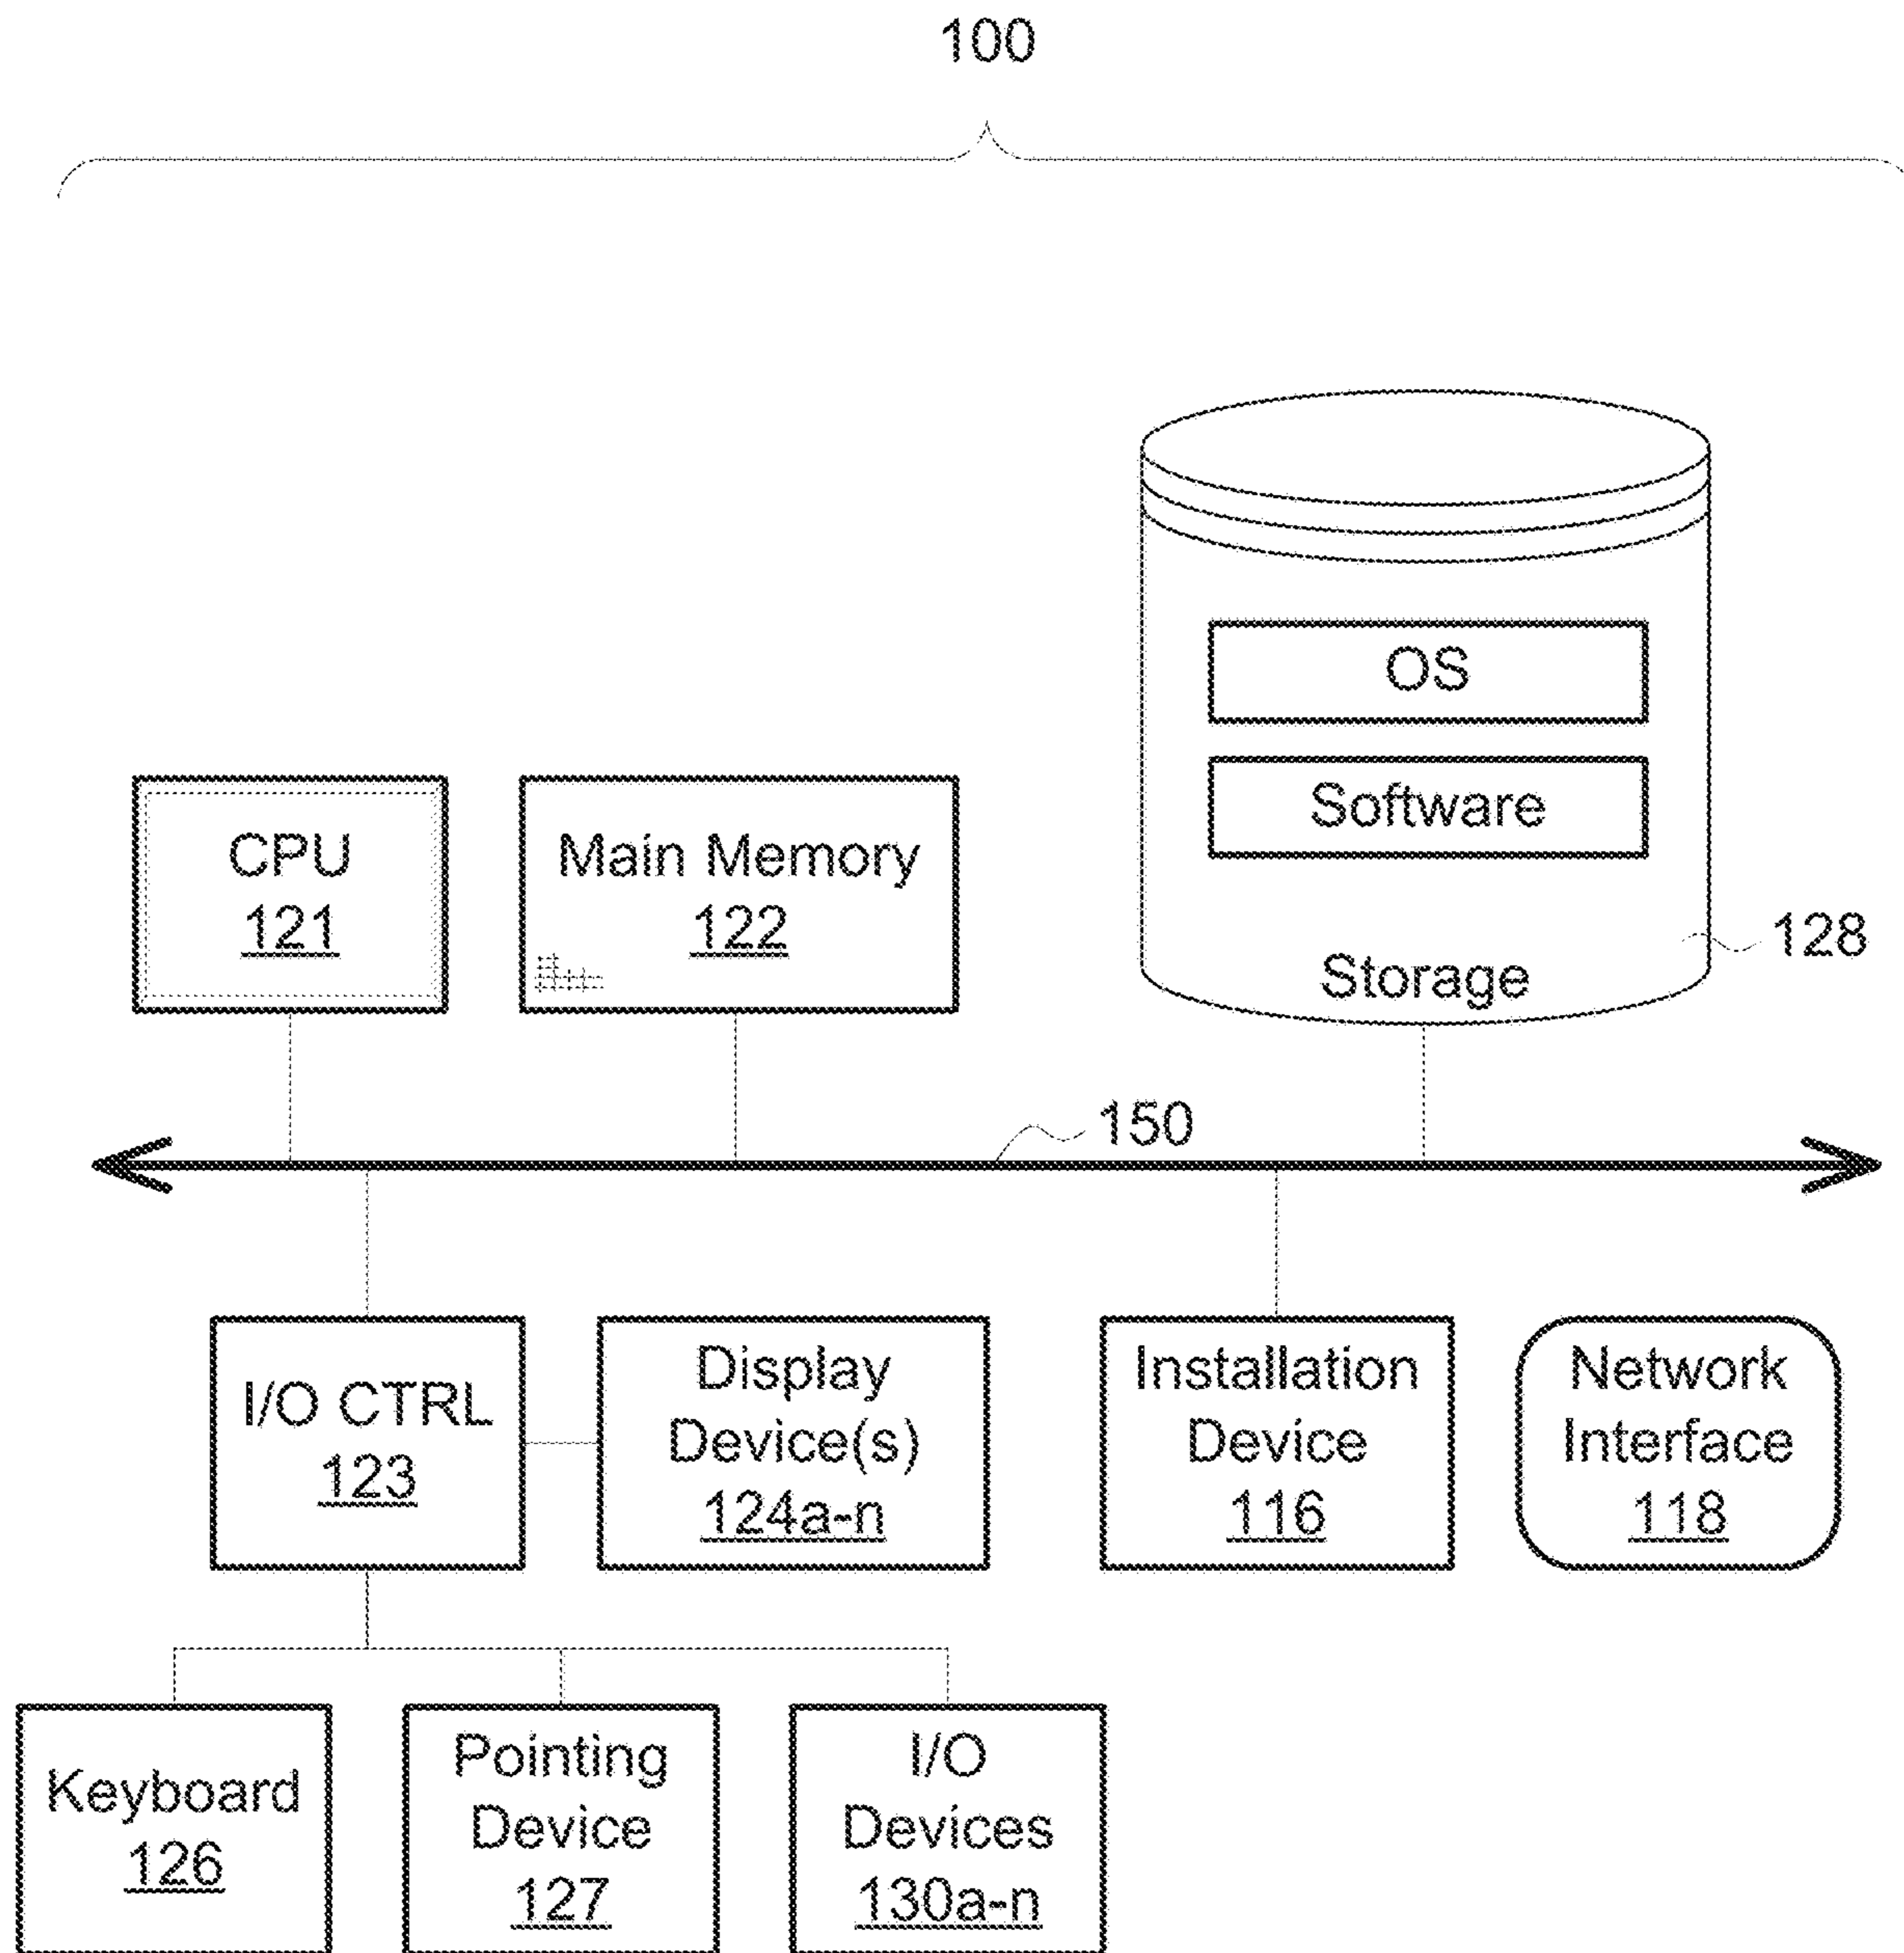 100
OS
Software
Storage
128
CPU
121
Main Memory
122
150
I/O CTRL
123
Display
Device(s)
124a-n
Installation
Device
116
Network
Interface
118
Keyboard
126
Pointing
Device
127
I/O
Devices
130a-n